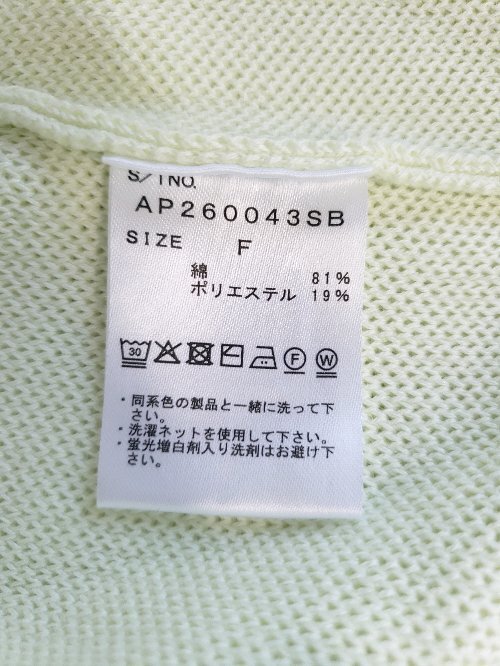 S/TNO.
AP260043SB
SIZE F
綿 81%
ポリエステル 19%
30 F W
・同系色の製品と一緒に洗って下
さい。
・洗濯ネットを使用して下さい。
・蛍光増白剤入り洗剤はお避け下
さい。